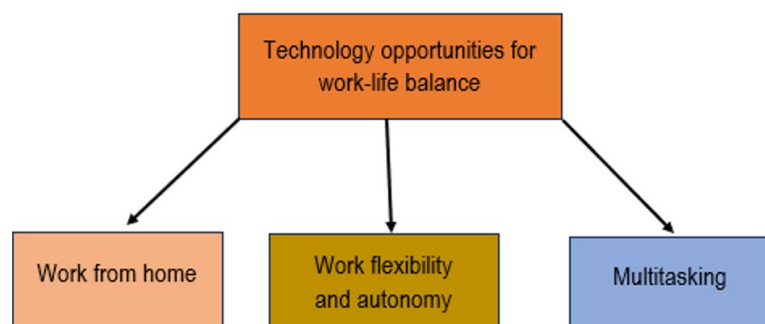 Technology opportunities for
work-life balance
Work from home
Work flexibility
and autonomy
Multitasking